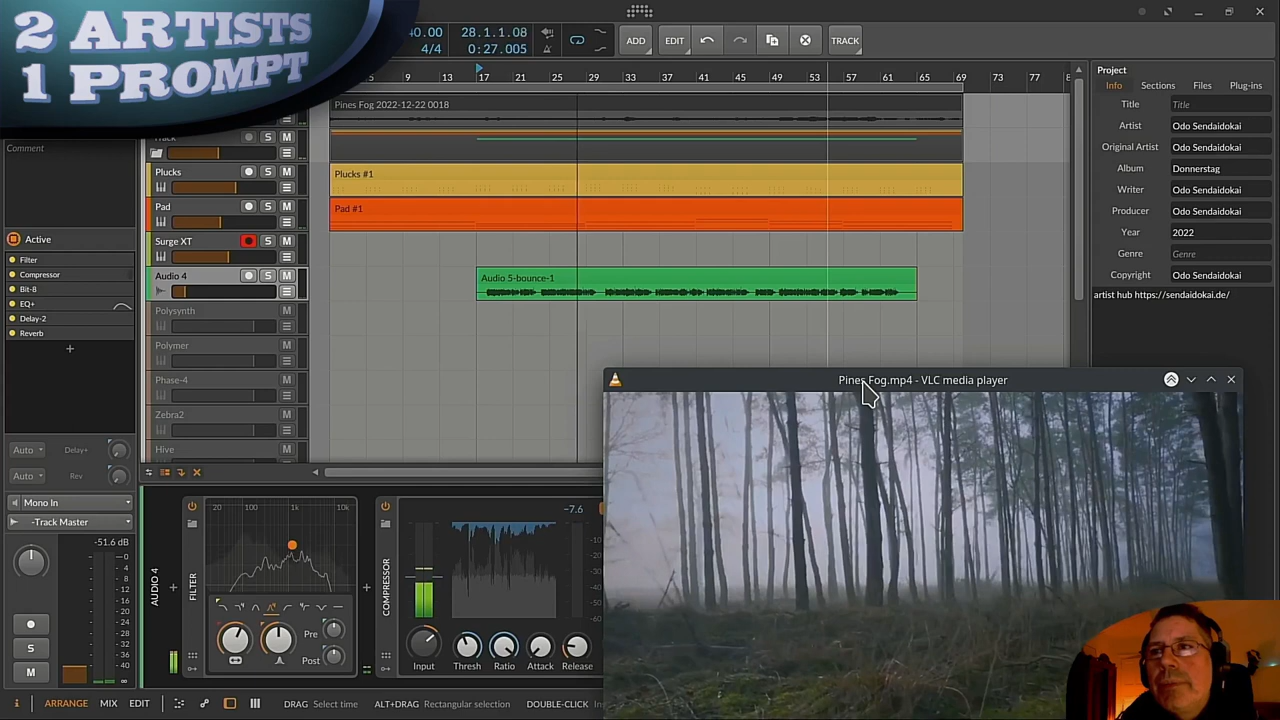 2 ARTISTS
1 PROMPT
40.00
4/4
28.1.1.08
0:27.005
ADD
EDIT
TRACK
9
13
17
21
25
29
33
37
41
45
49
53
57
61
65
69
73
77
Pines Fog 2022-12-22 0018
Comment
Plucks
S
M
Plucks #1
Pad
S
M
Pad #1
Surge XT
S
M
Audio 4
S
M
Audio 5-bounce-1
Polysynth
M
Polymer
M
Phase-4
M
Zebra2
M
Hive
M
Active
Filter
Compressor
Bit-8
EQ+
Delay-2
Reverb
+
Auto
Delay+
Auto
Rev
Mono In
-Track Master
-51.6 dB
S
M
Project
Info
Sections
Files
Plug-ins
Title
Title
Artist
Odo Sendaidokai
Original Artist
Odo Sendaidokai
Album
Donnerstag
Writer
Odo Sendaidokai
Producer
Odo Sendaidokai
Year
2022
Genre
Genre
Copyright
Odo Sendaidokai
artist hub https://sendaidokai.de/
Pines Fog.mp4 - VLC media player
AUDIO 4
FILTER
20
100
1k
10k
Pre
Post
COMPRESSOR
-7.6
-10
-20
-30
-40
-50
-60
Input
Thresh
Ratio
Attack
Release
ARRANGE
MIX
EDIT
DRAG
Select time
ALT+DRAG
Rectangular selection
DOUBLE-CLICK